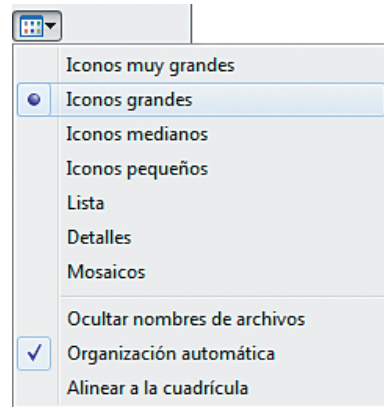 Iconos muy grandes
Iconos grandes
Iconos medianos
Iconos pequeños
Lista
Detalles
Mosaicos
Ocultar nombres de archivos
Organización automática
Alinear a la cuadrícula